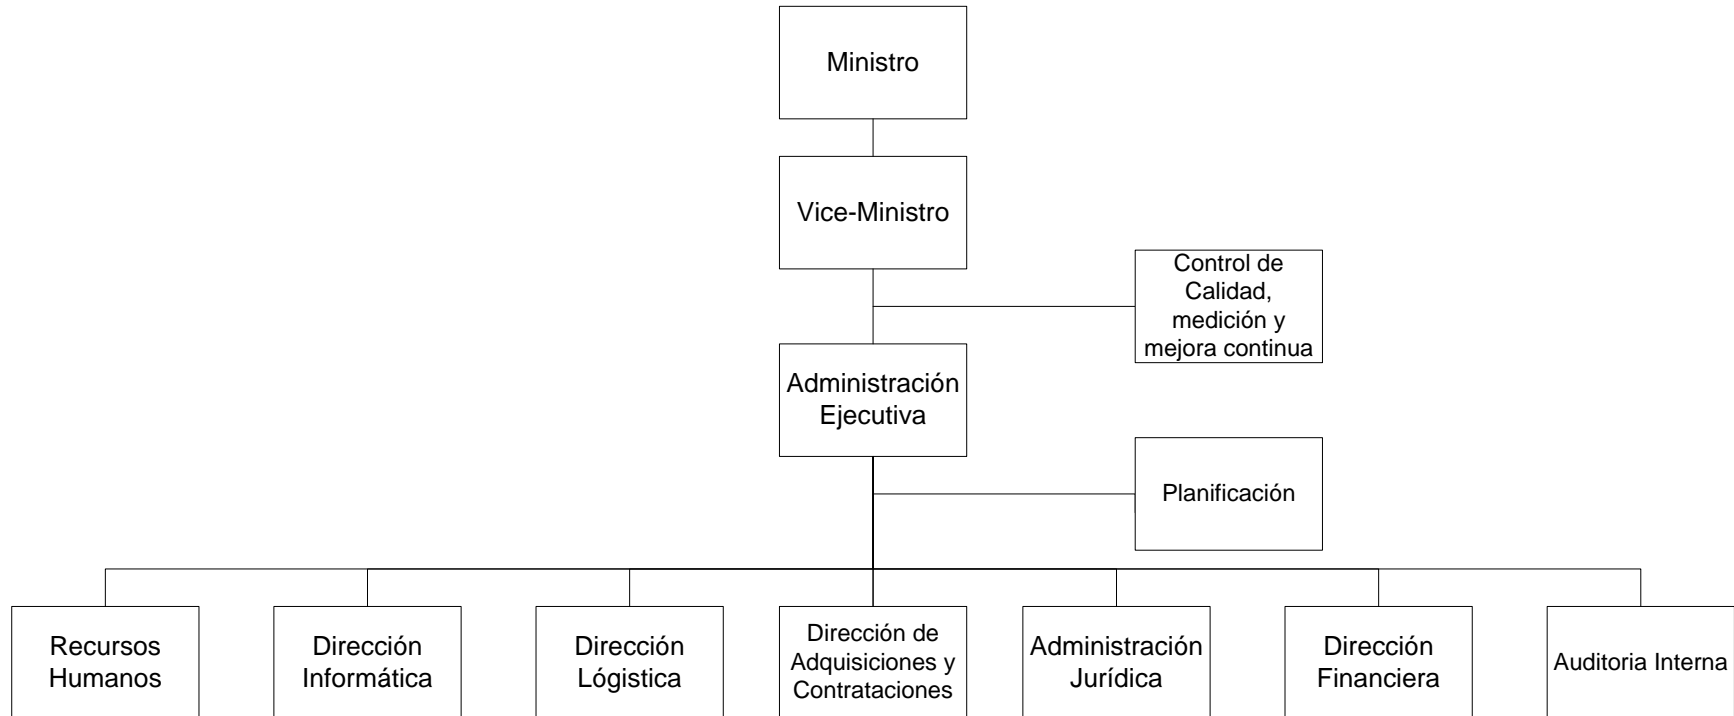 Ministro
Vice-Ministro
Control de
Calidad,
medición y
mejora continua
Administración
Ejecutiva
Planificación
Recursos
Humanos
Dirección
Informática
Dirección
Lógistica
Dirección de
Adquisiciones y
Contrataciones
Administración
Jurídica
Dirección
Financiera
Auditoria Interna